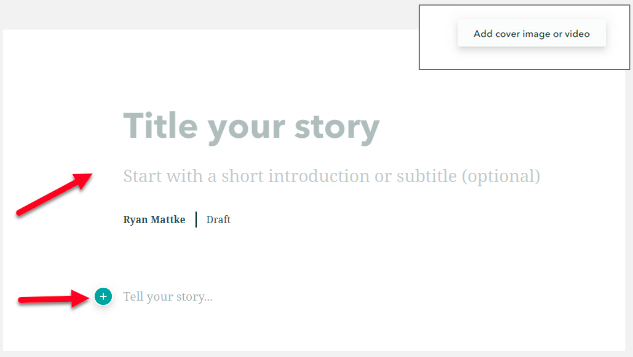 Add cover image or video
Title your story
Start with a short introduction or subtitle (optional)
Ryan Mattke | Draft
Tell your story...